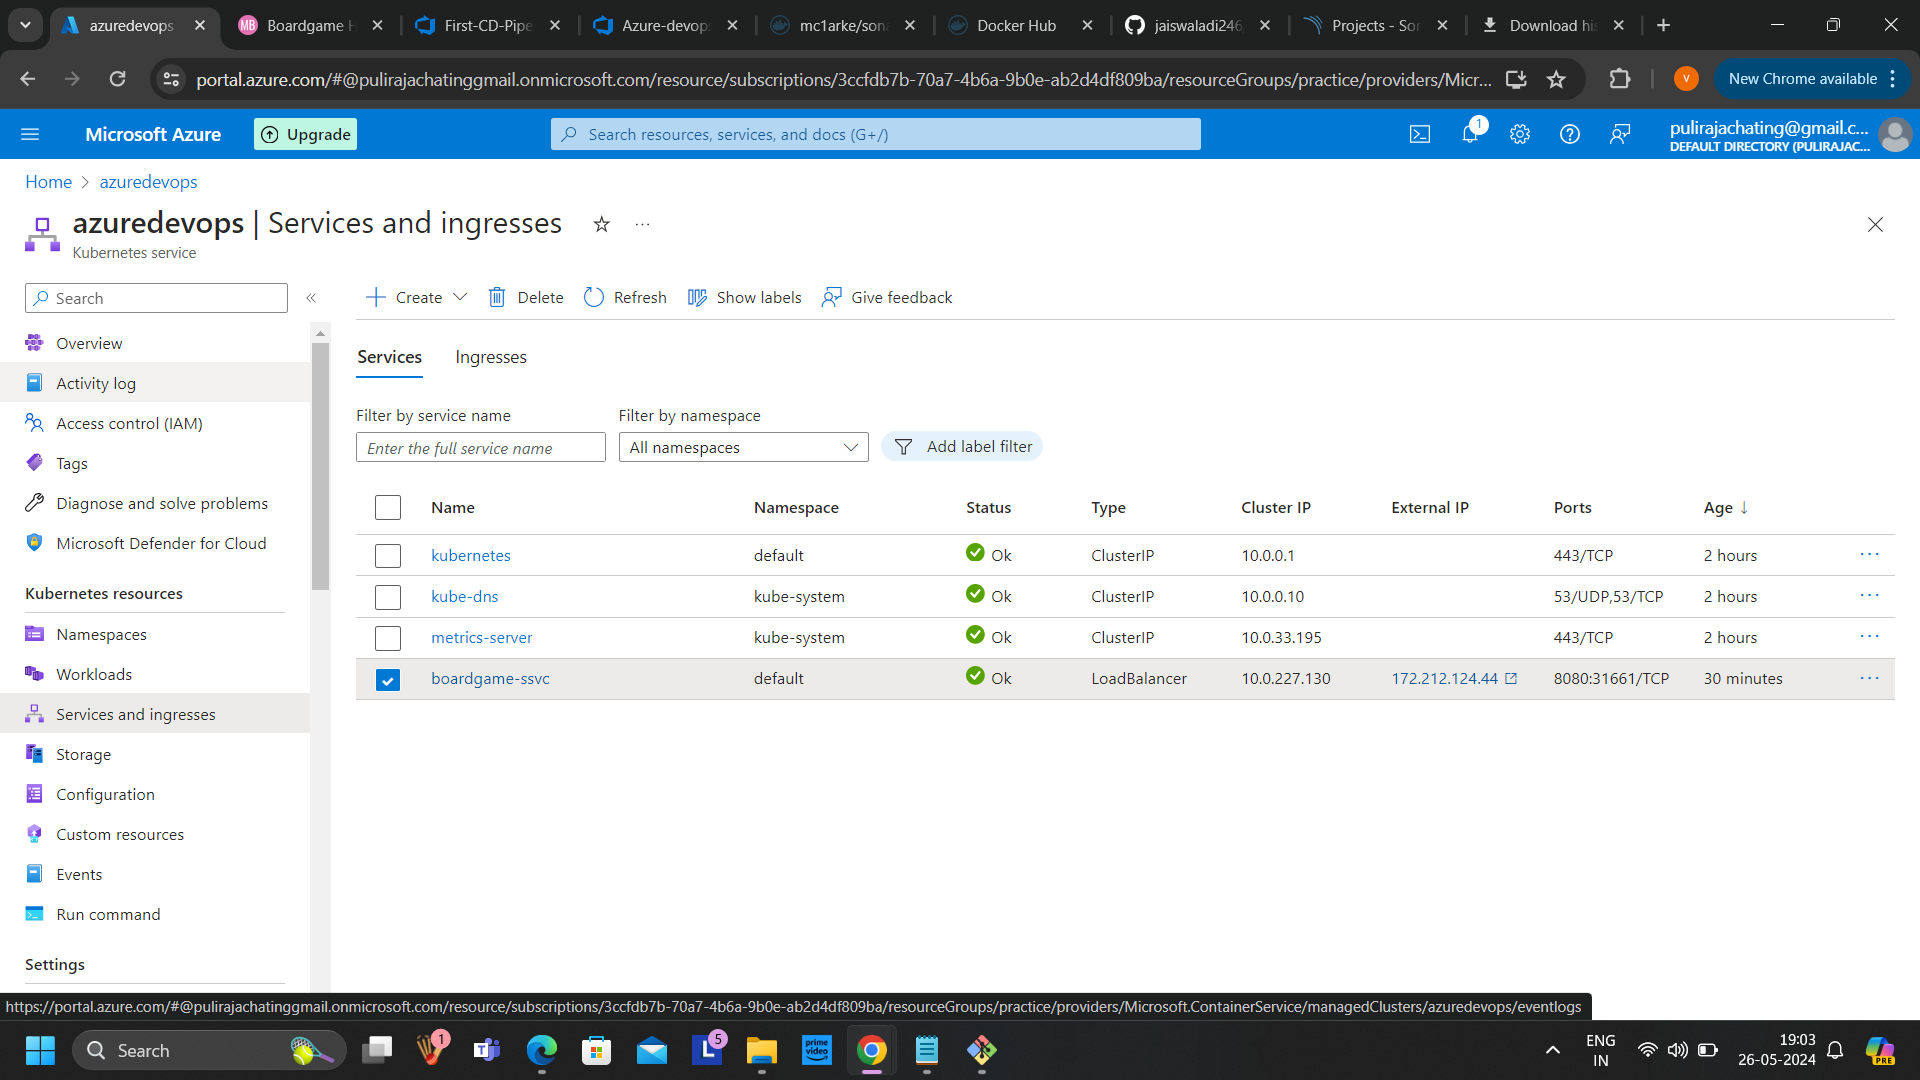 azuredevops
MB Boardgame H
First-CD-Pipe
Azure-devops
mc1arke/sona
Docker Hub
jaiswaladi246
Projects - Son
Download his
portal.azure.com/#@pulirajachatinggmail.onmicrosoft.com/resource/subscriptions/3ccfdb7b-70a7-4b6a-9b0e-ab2d4df809ba/resourceGroups/practice/providers/Micr...
V
New Chrome available
Microsoft Azure
Upgrade
Search resources, services, and docs (G+/)
1
pulirajachating@gmail.c...
DEFAULT DIRECTORY (PULIRAJAC...
Home > azuredevops
azuredevops | Services and ingresses
Kubernetes service
Search
Create
Delete
Refresh
Show labels
Give feedback
Overview
Activity log
Access control (IAM)
Tags
Diagnose and solve problems
Microsoft Defender for Cloud
Kubernetes resources
Namespaces
Workloads
Services and ingresses
Storage
Configuration
Custom resources
Events
Run command
Settings
Services
Ingresses
Filter by service name
Filter by namespace
Enter the full service name
All namespaces
Add label filter
Name Namespace Status Type Cluster IP External IP Ports Age ↓
kubernetes default Ok ClusterIP 10.0.0.1 443/TCP 2 hours ...
kube-dns kube-system Ok ClusterIP 10.0.0.10 53/UDP,53/TCP 2 hours ...
metrics-server kube-system Ok ClusterIP 10.0.33.195 443/TCP 2 hours ...
boardgame-ssvc default Ok LoadBalancer 10.0.227.130 172.212.124.44 8080:31661/TCP 30 minutes ...
https://portal.azure.com/#@pulirajachatinggmail.onmicrosoft.com/resource/subscriptions/3ccfdb7b-70a7-4b6a-9b0e-ab2d4df809ba/resourceGroups/practice/providers/Microsoft.ContainerService/managedClusters/azuredevops/eventlogs
Search
1
L
5
prime video
ENG
IN
19:03
26-05-2024
PRE